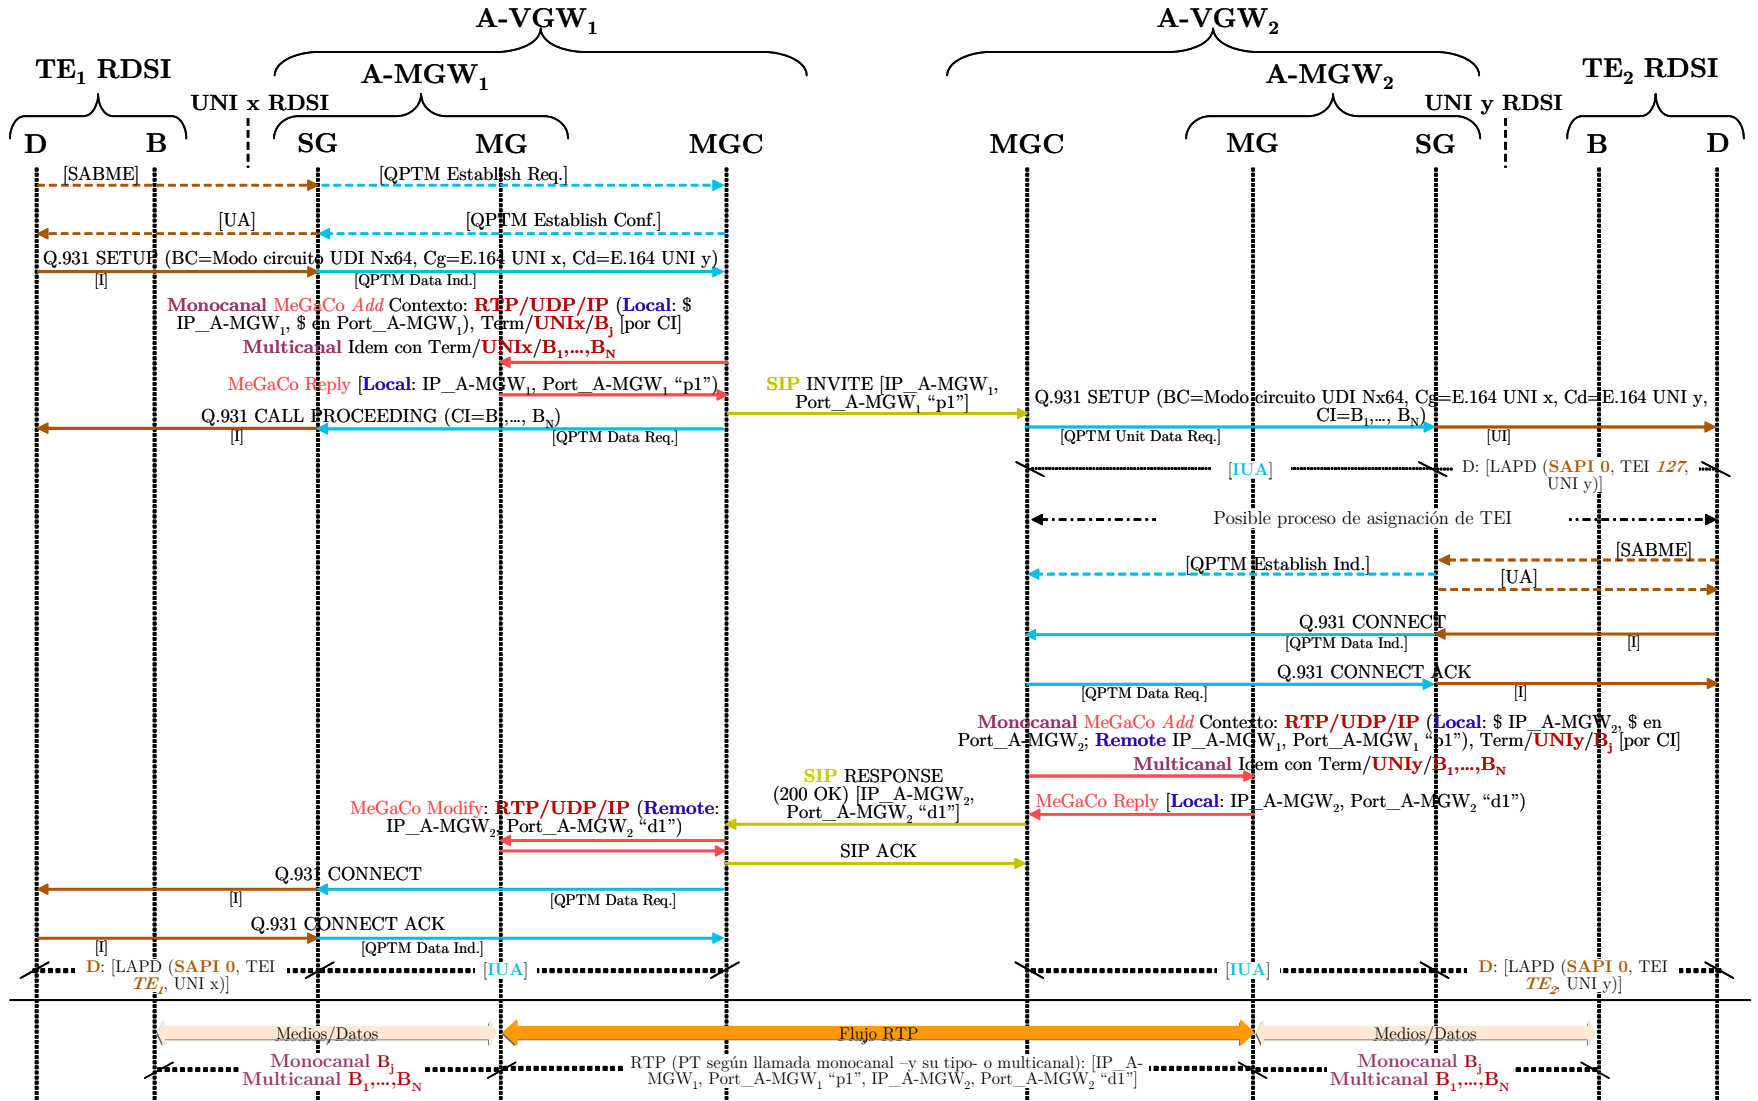 A-VGW1
A-VGW2
TE1 RDSI
A-MGW1
A-MGW2
TE2 RDSI
UNI x RDSI
UNI y RDSI
D
B
SG
MG
MGC
MGC
MG
SG
B
D
[SABME]
[QPTM Establish Req.]
[UA]
[QPTM Establish Conf.]
Q.931 SETUP (BC=Modo circuito UDI Nx64, Cg=E.164 UNI x, Cd=E.164 UNI y)
[I]
[QPTM Data Ind.]
Monocanal MeGaCo Add Contexto: RTP/UDP/IP (Local: $
IP_A-MGW1, $ en Port_A-MGW1), Term/UNIx/Bj [por CI]
Multicanal Idem con Term/UNIx/B1,...,BN
MeGaCo Reply [Local: IP_A-MGW1, Port_A-MGW1 “p1”)
SIP INVITE [IP_A-MGW1,
Port_A-MGW1 “p1”]
Q.931 CALL PROCEEDING (CI=B1,..., BN)
[I]
[QPTM Data Req.]
Q.931 SETUP (BC=Modo circuito UDI Nx64, Cg=E.164 UNI x, Cd=E.164 UNI y,
CI=B1,..., BN)
[QPTM Unit Data Req.]
[UI]
[IUA]
D: [LAPD (SAPI 0, TEI 127,
UNI y)]
Posible proceso de asignación de TEI
[SABME]
[QPTM Establish Ind.]
[UA]
Q.931 CONNECT
[QPTM Data Ind.]
[I]
Q.931 CONNECT ACK
[QPTM Data Req.]
[I]
Monocanal MeGaCo Add Contexto: RTP/UDP/IP (Local: $ IP_A-MGW2, $ en
Port_A-MGW2; Remote IP_A-MGW1, Port_A-MGW1 “p1”), Term/UNIy/Bj [por CI]
Multicanal Idem con Term/UNIy/B1,...,BN
MeGaCo Reply [Local: IP_A-MGW2, Port_A-MGW2 “d1”)
SIP RESPONSE
(200 OK) [IP_A-MGW2,
Port_A-MGW2 “d1”]
MeGaCo Modify: RTP/UDP/IP (Remote:
IP_A-MGW2, Port_A-MGW2 “d1”)
SIP ACK
Q.931 CONNECT
[I]
[QPTM Data Req.]
Q.931 CONNECT ACK
[I]
[QPTM Data Ind.]
D: [LAPD (SAPI 0, TEI
TE1, UNI x)]
[IUA]
[IUA]
D: [LAPD (SAPI 0, TEI
TE2, UNI y)]
Medios/Datos
Flujo RTP
Medios/Datos
Monocanal Bj
Multicanal B1,...,BN
RTP (PT según llamada monocanal –y su tipo- o multicanal): [IP_A-
MGW1, Port_A-MGW1 “p1”, IP_A-MGW2, Port_A-MGW2 “d1”]
Monocanal Bj
Multicanal B1,...,BN